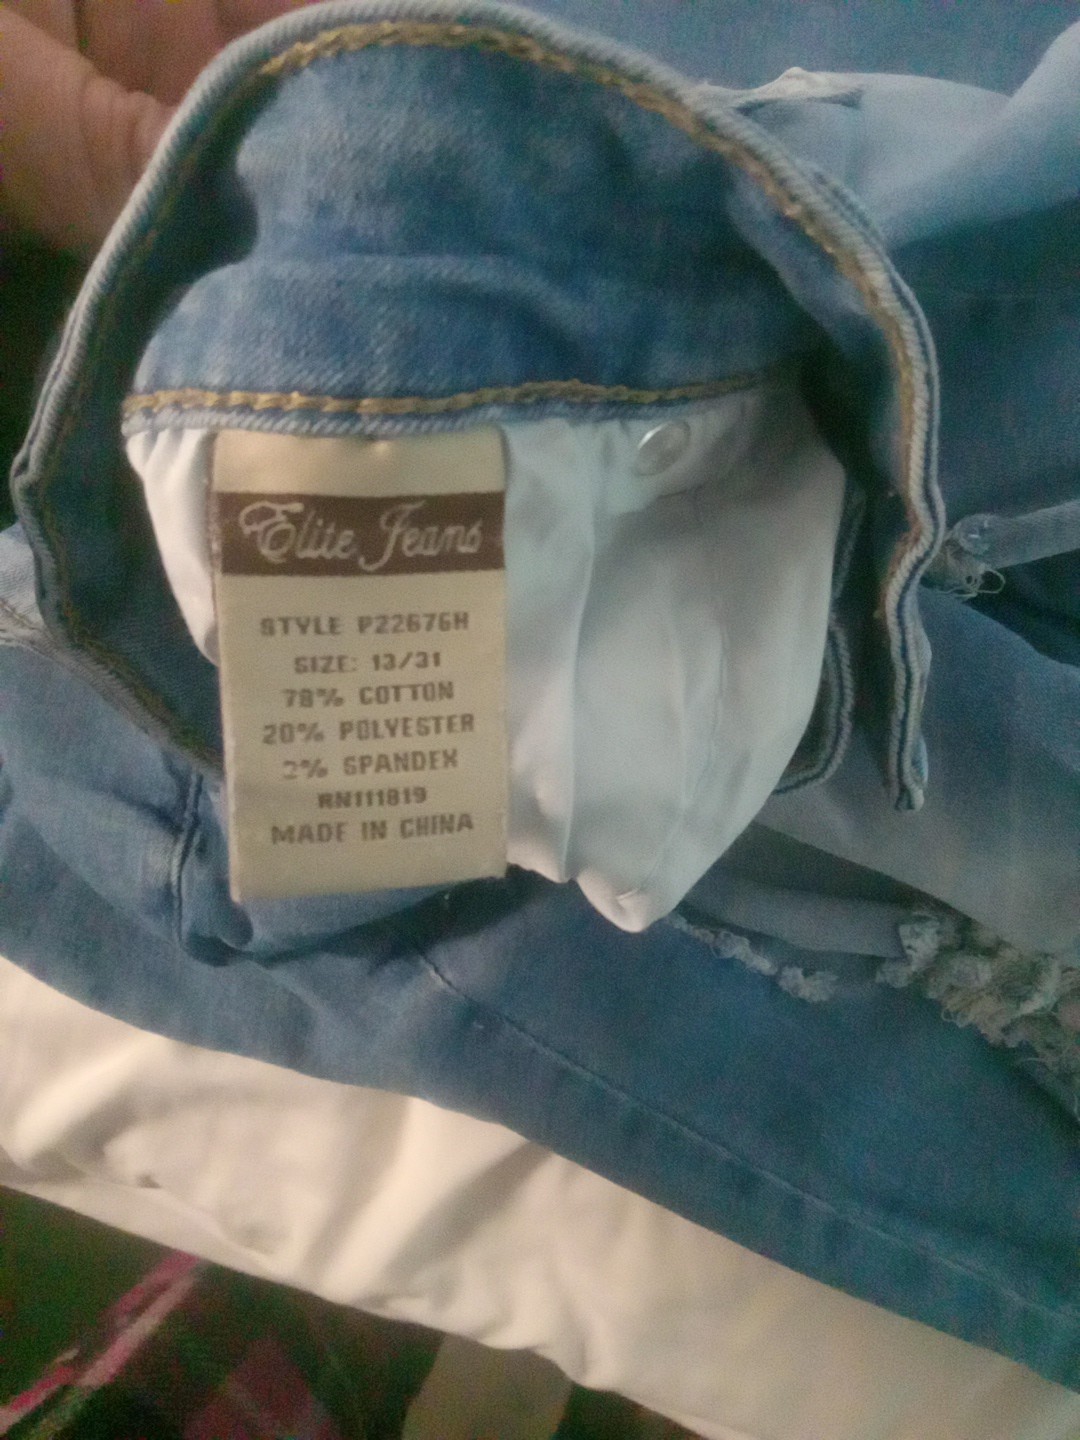 Elite Jeans
STYLE P22676H
SIZE: 13/31
78% COTTON
20% POLYESTER
2% SPANDEX
RN111819
MADE IN CHINA